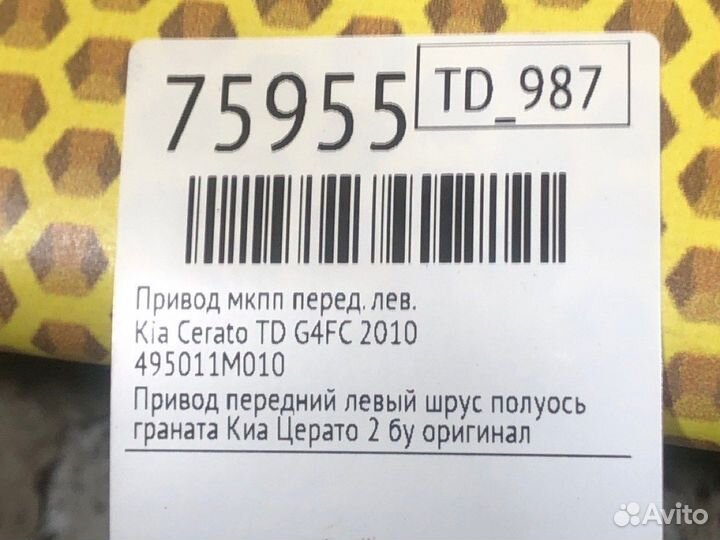 75955
TD_987
Привод мкпп перед. лев.
Kia Cerato TD G4FC 2010
495011M010
Привод передний левый шрус полуось
граната Киа Церато 2 бу оригинал
Avito